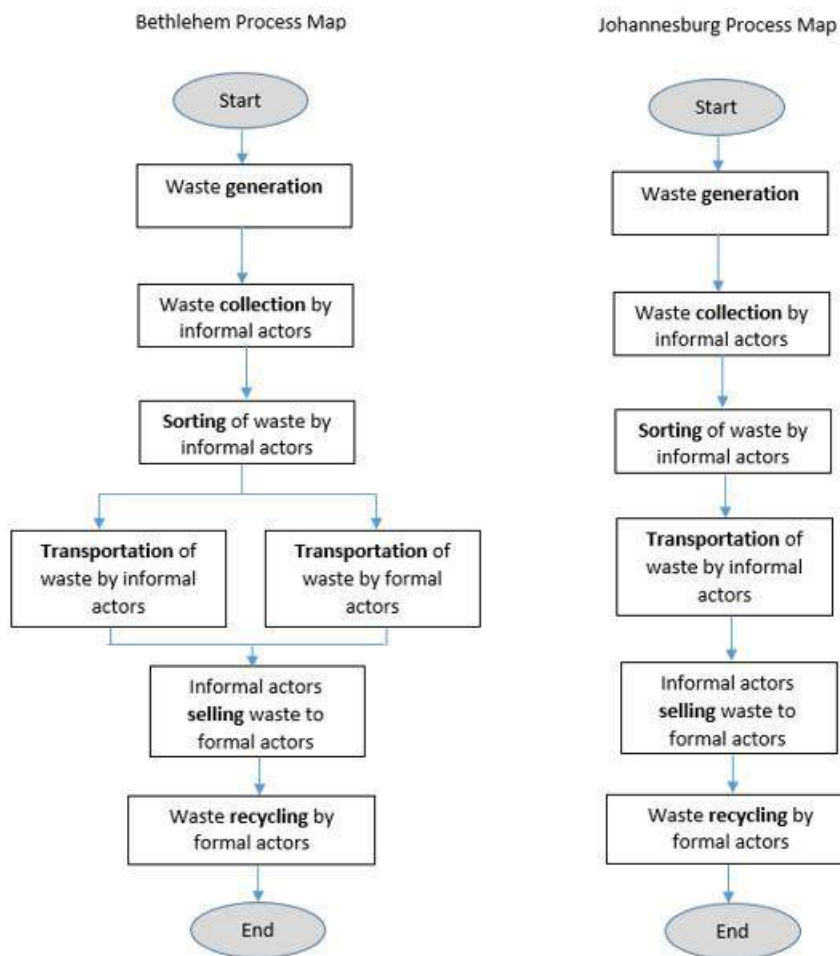 Bethlehem Process Map
Start
Waste generation
Waste collection by
informal actors
Sorting of waste by
informal actors
Transportation of
waste by informal
actors
Transportation of
waste by formal
actors
Informal actors
selling waste to
formal actors
Waste recycling by
formal actors
End
Johannesburg Process Map
Start
Waste generation
Waste collection by
informal actors
Sorting of waste by
informal actors
Transportation of
waste by informal
actors
Informal actors
selling waste to
formal actors
Waste recycling by
formal actors
End